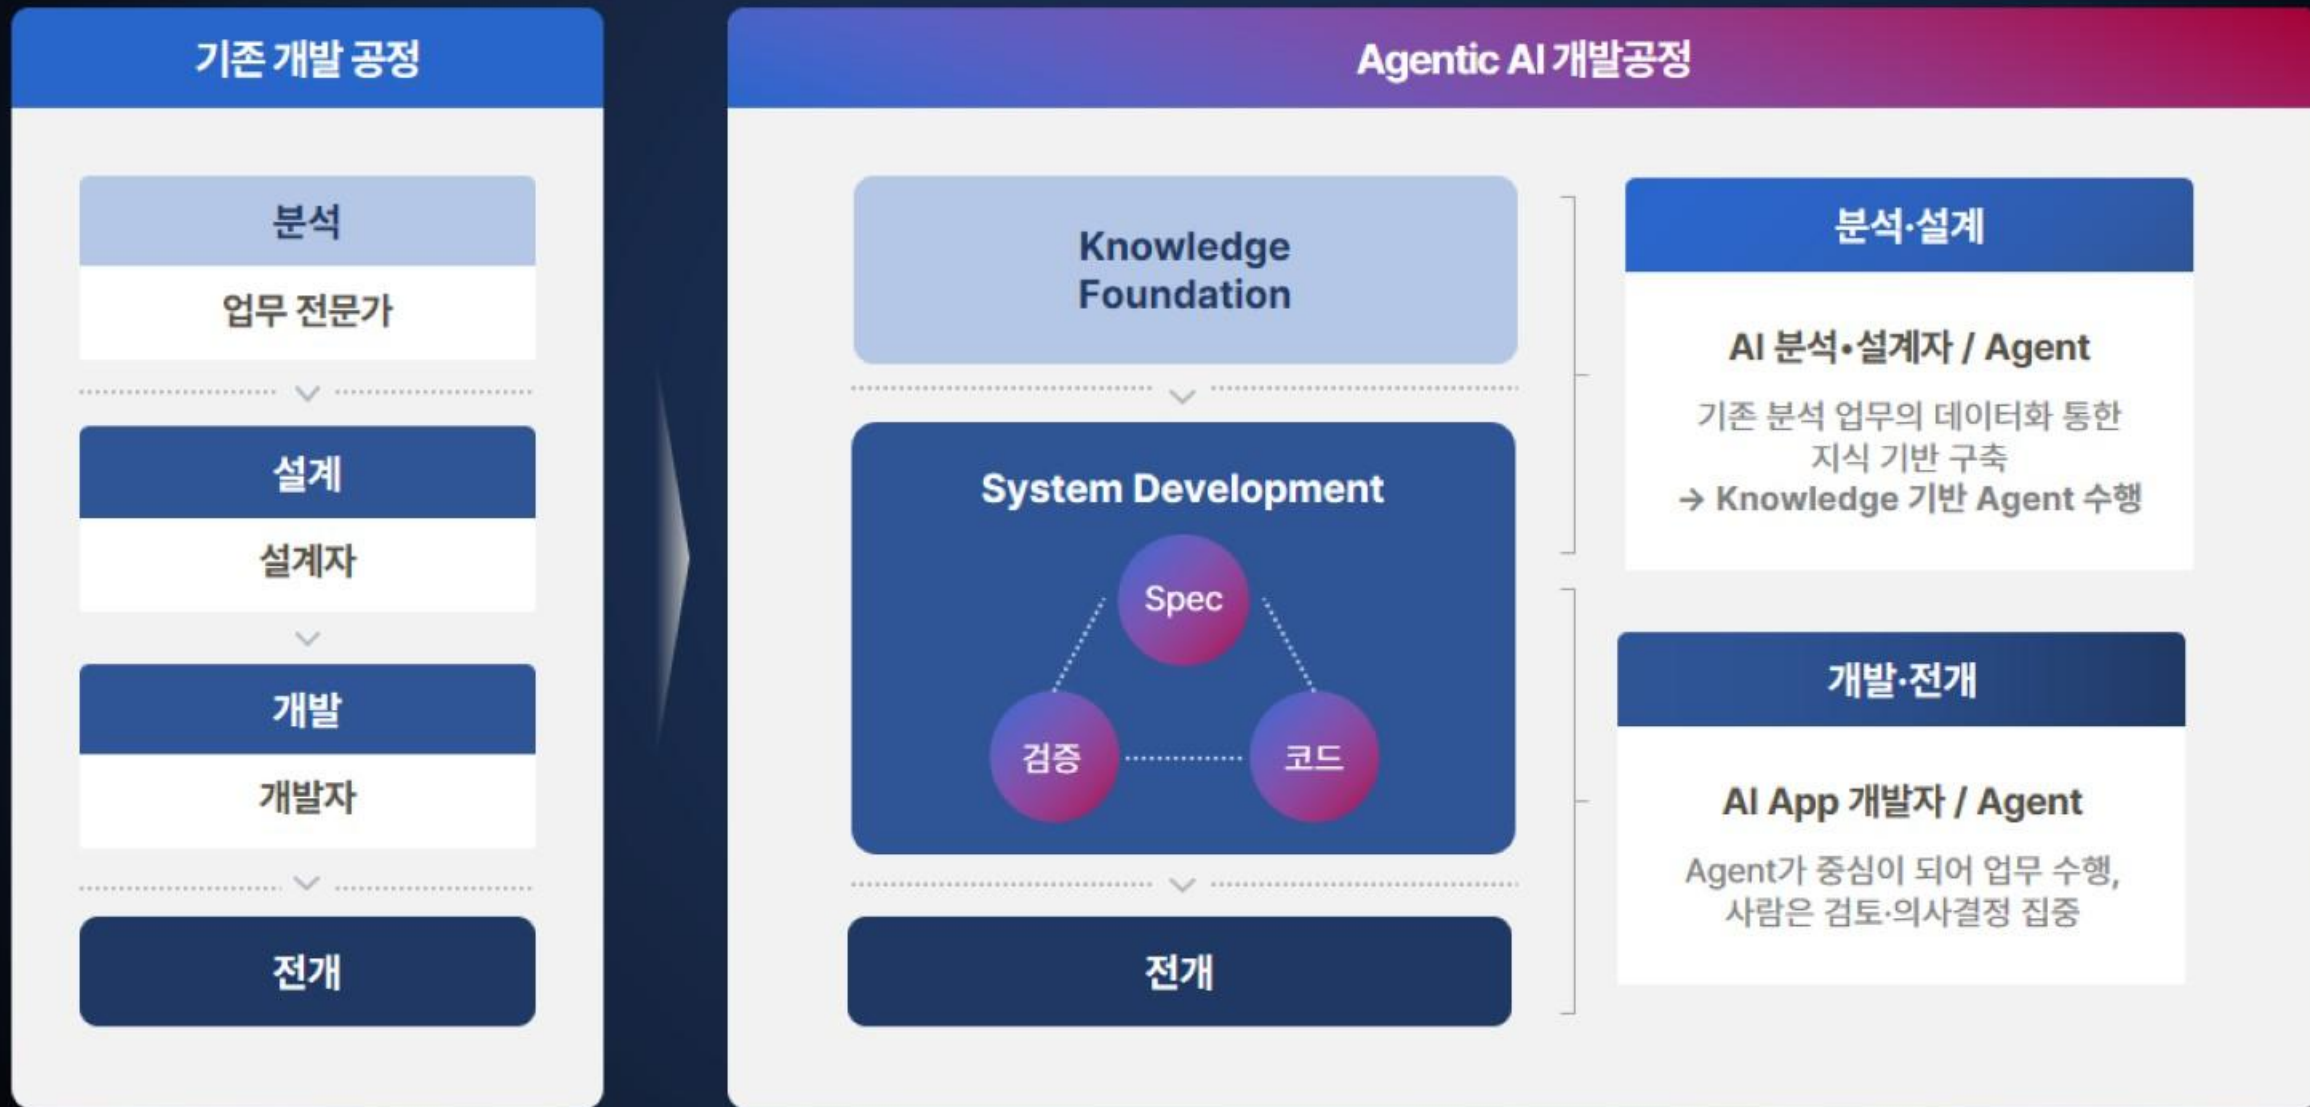 기존 개발 공정
분석
업무 전문가
설계
설계자
개발
개발자
전개
Agentic AI 개발공정
Knowledge
Foundation
System Development
Spec
검증
코드
전개
분석·설계
AI 분석•설계자 / Agent
기존 분석 업무의 데이터화 통한
지식 기반 구축
→ Knowledge 기반 Agent 수행
개발·전개
AI App 개발자 / Agent
Agent가 중심이 되어 업무 수행,
사람은 검토·의사결정 집중